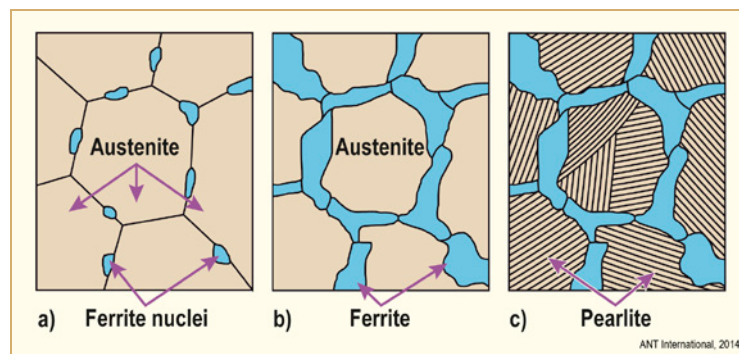 Austenite
a) Ferrite nuclei
Austenite
b) Ferrite
c) Pearlite
ANT International, 2014